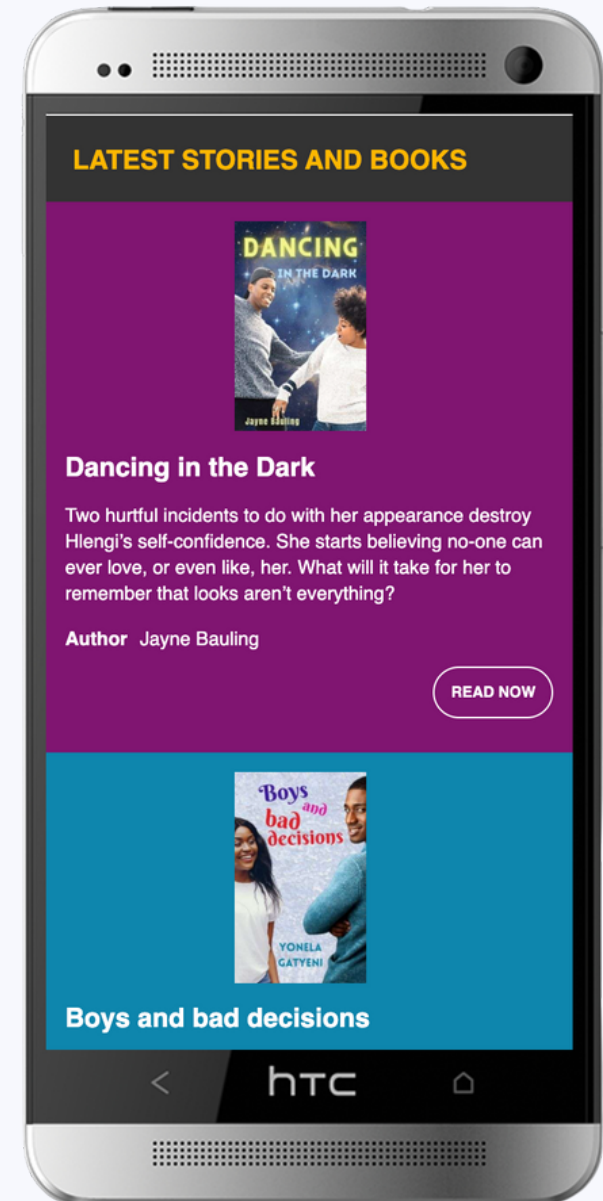 LATEST STORIES AND BOOKS
DANCING
IN THE DARK
Jayne Bauling
Dancing in the Dark
Two hurtful incidents to do with her appearance destroy
Hlengi’s self-confidence. She starts believing no-one can
ever love, or even like, her. What will it take for her to
remember that looks aren’t everything?
Author Jayne Bauling
READ NOW
Boys
and
bad
decisions
YONELA
GATYENI
Boys and bad decisions
hTC